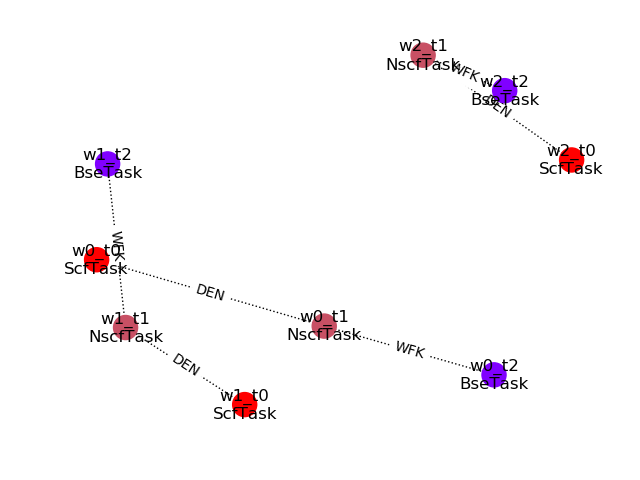 w2_t1
NscfTask
WFK
w2_t2
BseTask
DEN
w2_t0
ScfTask
w1_t2
BseTask
WFK
w0_t0
ScfTask
DEN
w1_t1
NscfTask
w0_t1
NscfTask
WFK
DEN
w0_t2
BseTask
w1_t0
ScfTask